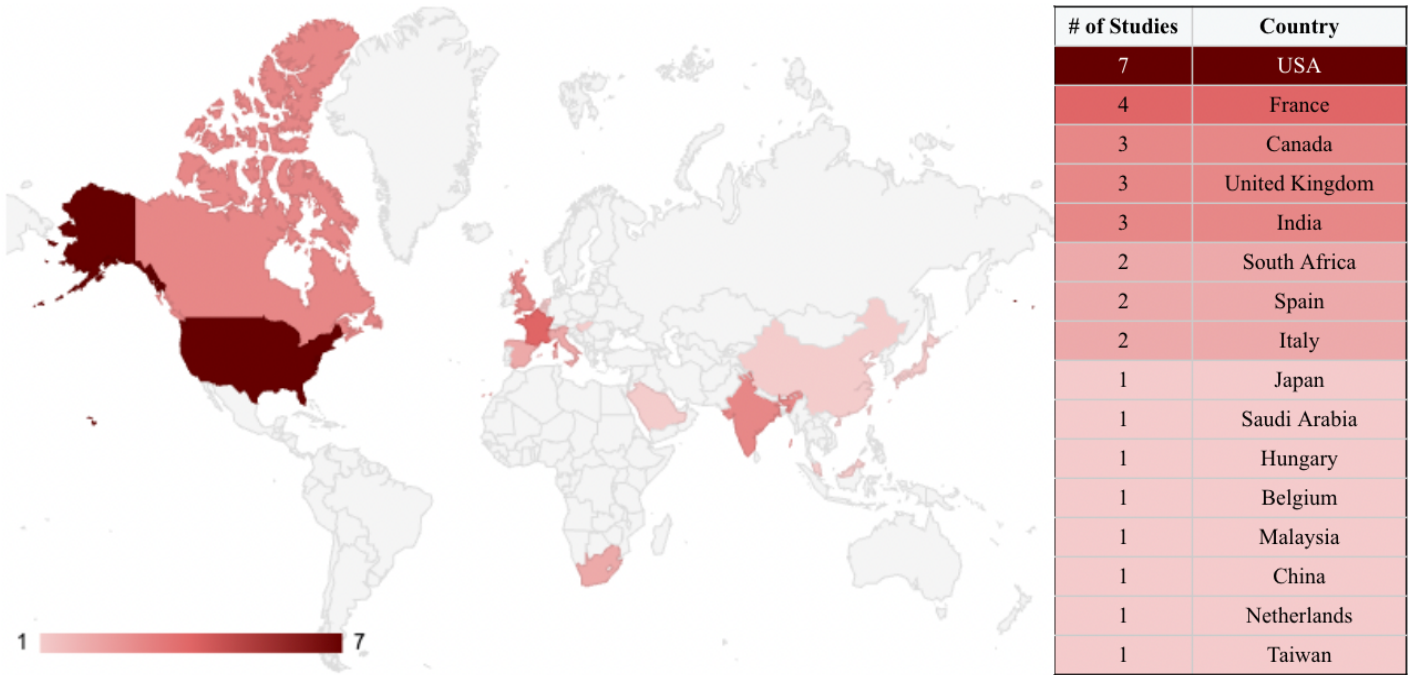 # of Studies Country
7 USA
4 France
3 Canada
3 United Kingdom
3 India
2 South Africa
2 Spain
2 Italy
1 Japan
1 Saudi Arabia
1 Hungary
1 Belgium
1 Malaysia
1 China
1 Netherlands
1 Taiwan
1 7